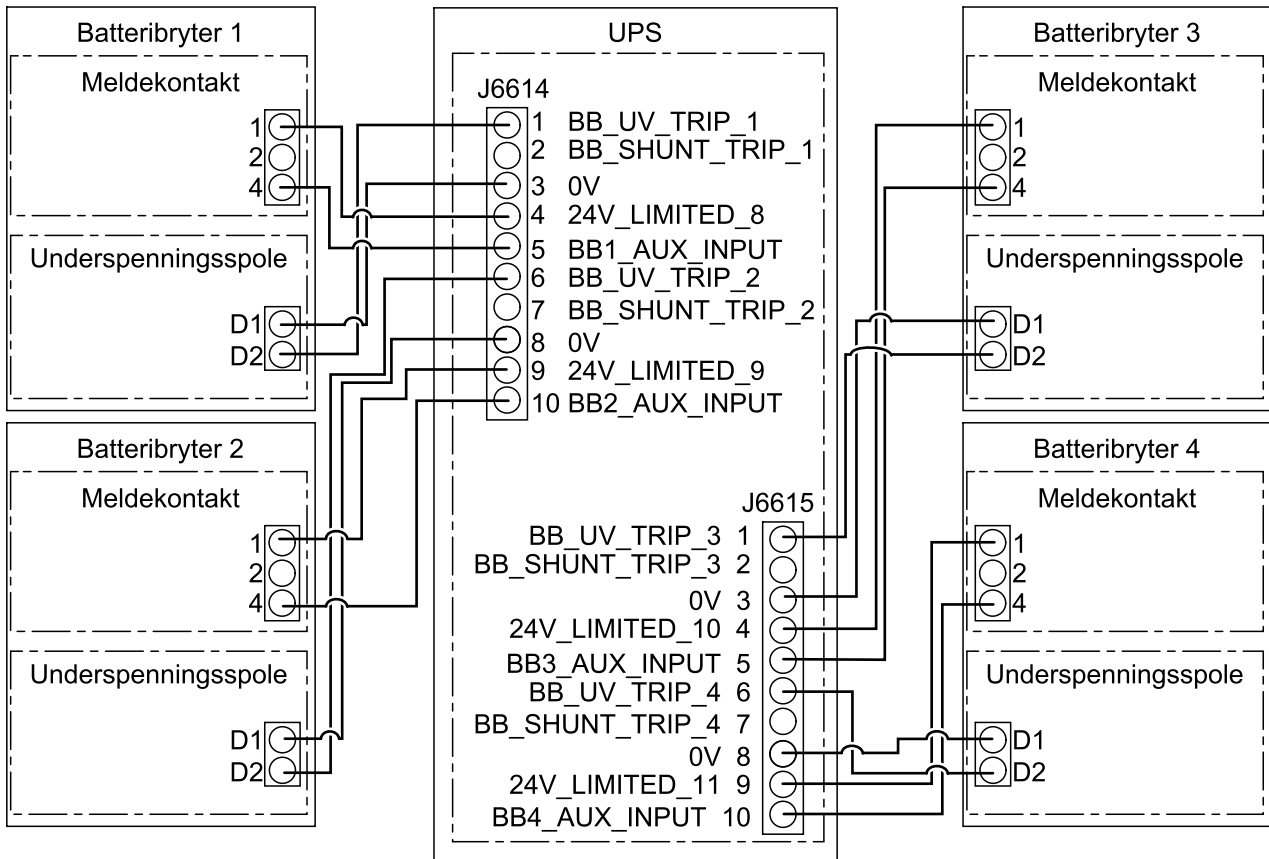 Batteribryter 1
Meldekontakt
1
2
4
Underspenningsspole
D1
D2
Batteribryter 2
Meldekontakt
1
2
4
Underspenningsspole
D1
D2
UPS
J6614
1 BB_UV_TRIP_1
2 BB_SHUNT_TRIP_1
3 0V
4 24V_LIMITED_8
5 BB1_AUX_INPUT
6 BB_UV_TRIP_2
7 BB_SHUNT_TRIP_2
8 0V
9 24V_LIMITED_9
10 BB2_AUX_INPUT
J6615
BB_UV_TRIP_3 1
BB_SHUNT_TRIP_3 2
0V 3
24V_LIMITED_10 4
BB3_AUX_INPUT 5
BB_UV_TRIP_4 6
BB_SHUNT_TRIP_4 7
0V 8
24V_LIMITED_11 9
BB4_AUX_INPUT 10
Batteribryter 3
Meldekontakt
1
2
4
Underspenningsspole
D1
D2
Batteribryter 4
Meldekontakt
1
2
4
Underspenningsspole
D1
D2